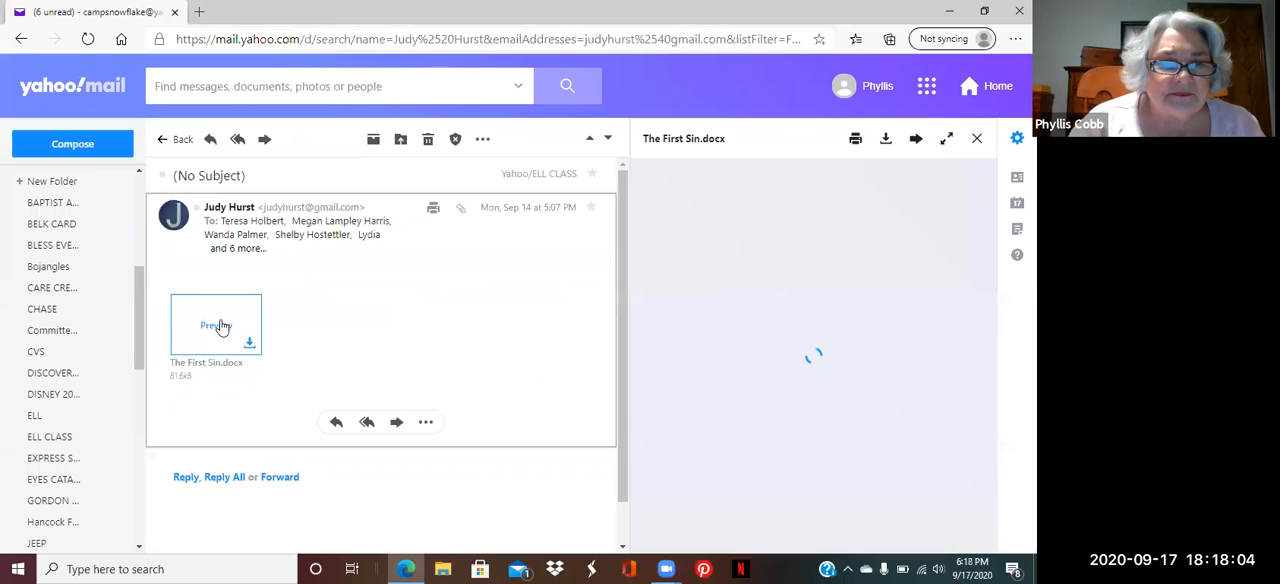 (6 unread) - campsnowflake@ya
https://mail.yahoo.com/d/search/name=Judy%2520Hurst&emailAddresses=judyhurst%2540gmail.com&listFilter=F...
Not syncing
yahoo!mail
Find messages, documents, photos or people
Phyllis
Home
Phyllis Cobb
Compose
Back
The First Sin.docx
+ New Folder
BAPTIST A...
BELK CARD
BLESS EVE...
Bojangles
CARE CRE...
CHASE
Committe...
CVS
DISCOVER...
DISNEY 20...
ELL
ELL CLASS
EXPRESS S...
EYES CATA...
GORDON ...
Hancock F...
JEEP
(No Subject)
Yahoo/ELL CLASS
Judy Hurst <judyhurst@gmail.com>
Mon, Sep 14 at 5:07 PM
To: Teresa Holbert, Megan Lampley Harris,
Wanda Palmer, Shelby Hostettler, Lydia
and 6 more...
J
Preview
The First Sin.docx
81.6kB
Reply, Reply All or Forward
17
Type here to search
1
6:18 PM
9/17/2020
8
2020-09-17 18:18:04